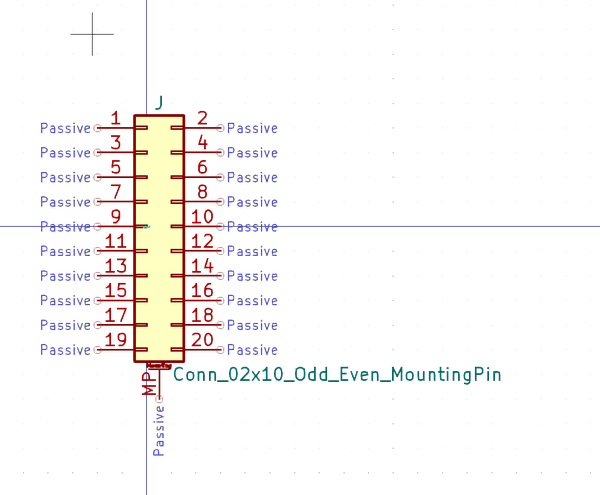 J
Passive 1 2 Passive
Passive 3 4 Passive
Passive 5 6 Passive
Passive 7 8 Passive
Passive 9 10 Passive
Passive 11 12 Passive
Passive 13 14 Passive
Passive 15 16 Passive
Passive 17 18 Passive
Passive 19 20 Passive
MP
Conn_02x10_Odd_Even_MountingPin
Passive